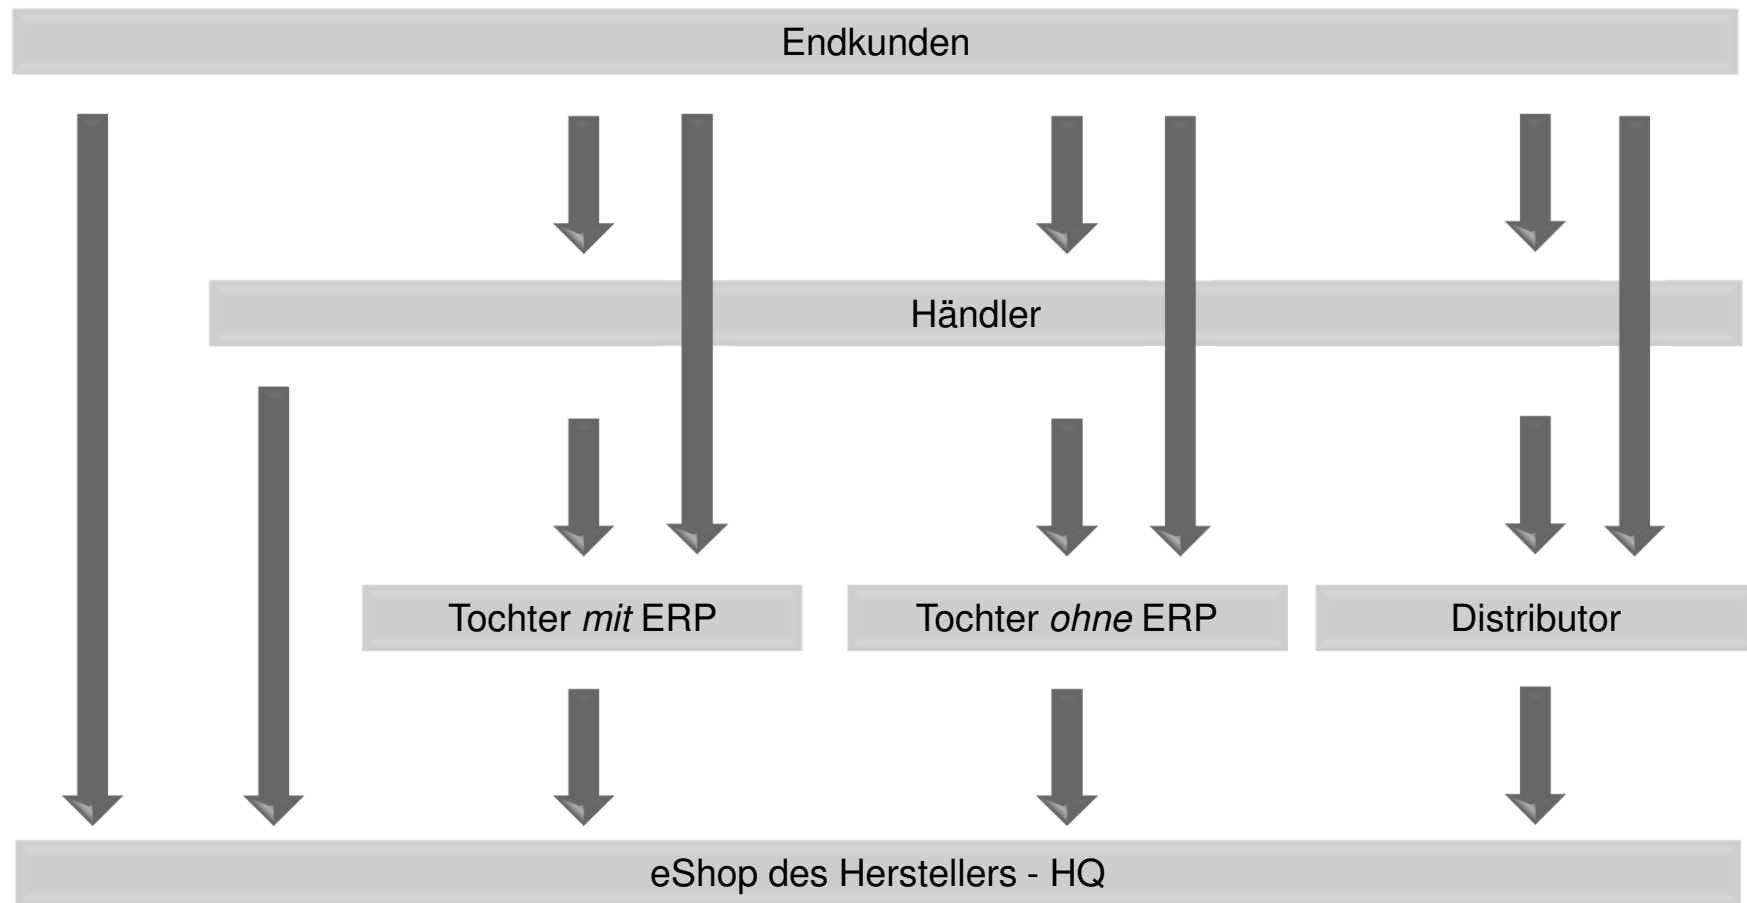 Endkunden
Händler
Tochter mit ERP
Tochter ohne ERP
Distributor
eShop des Herstellers - HQ